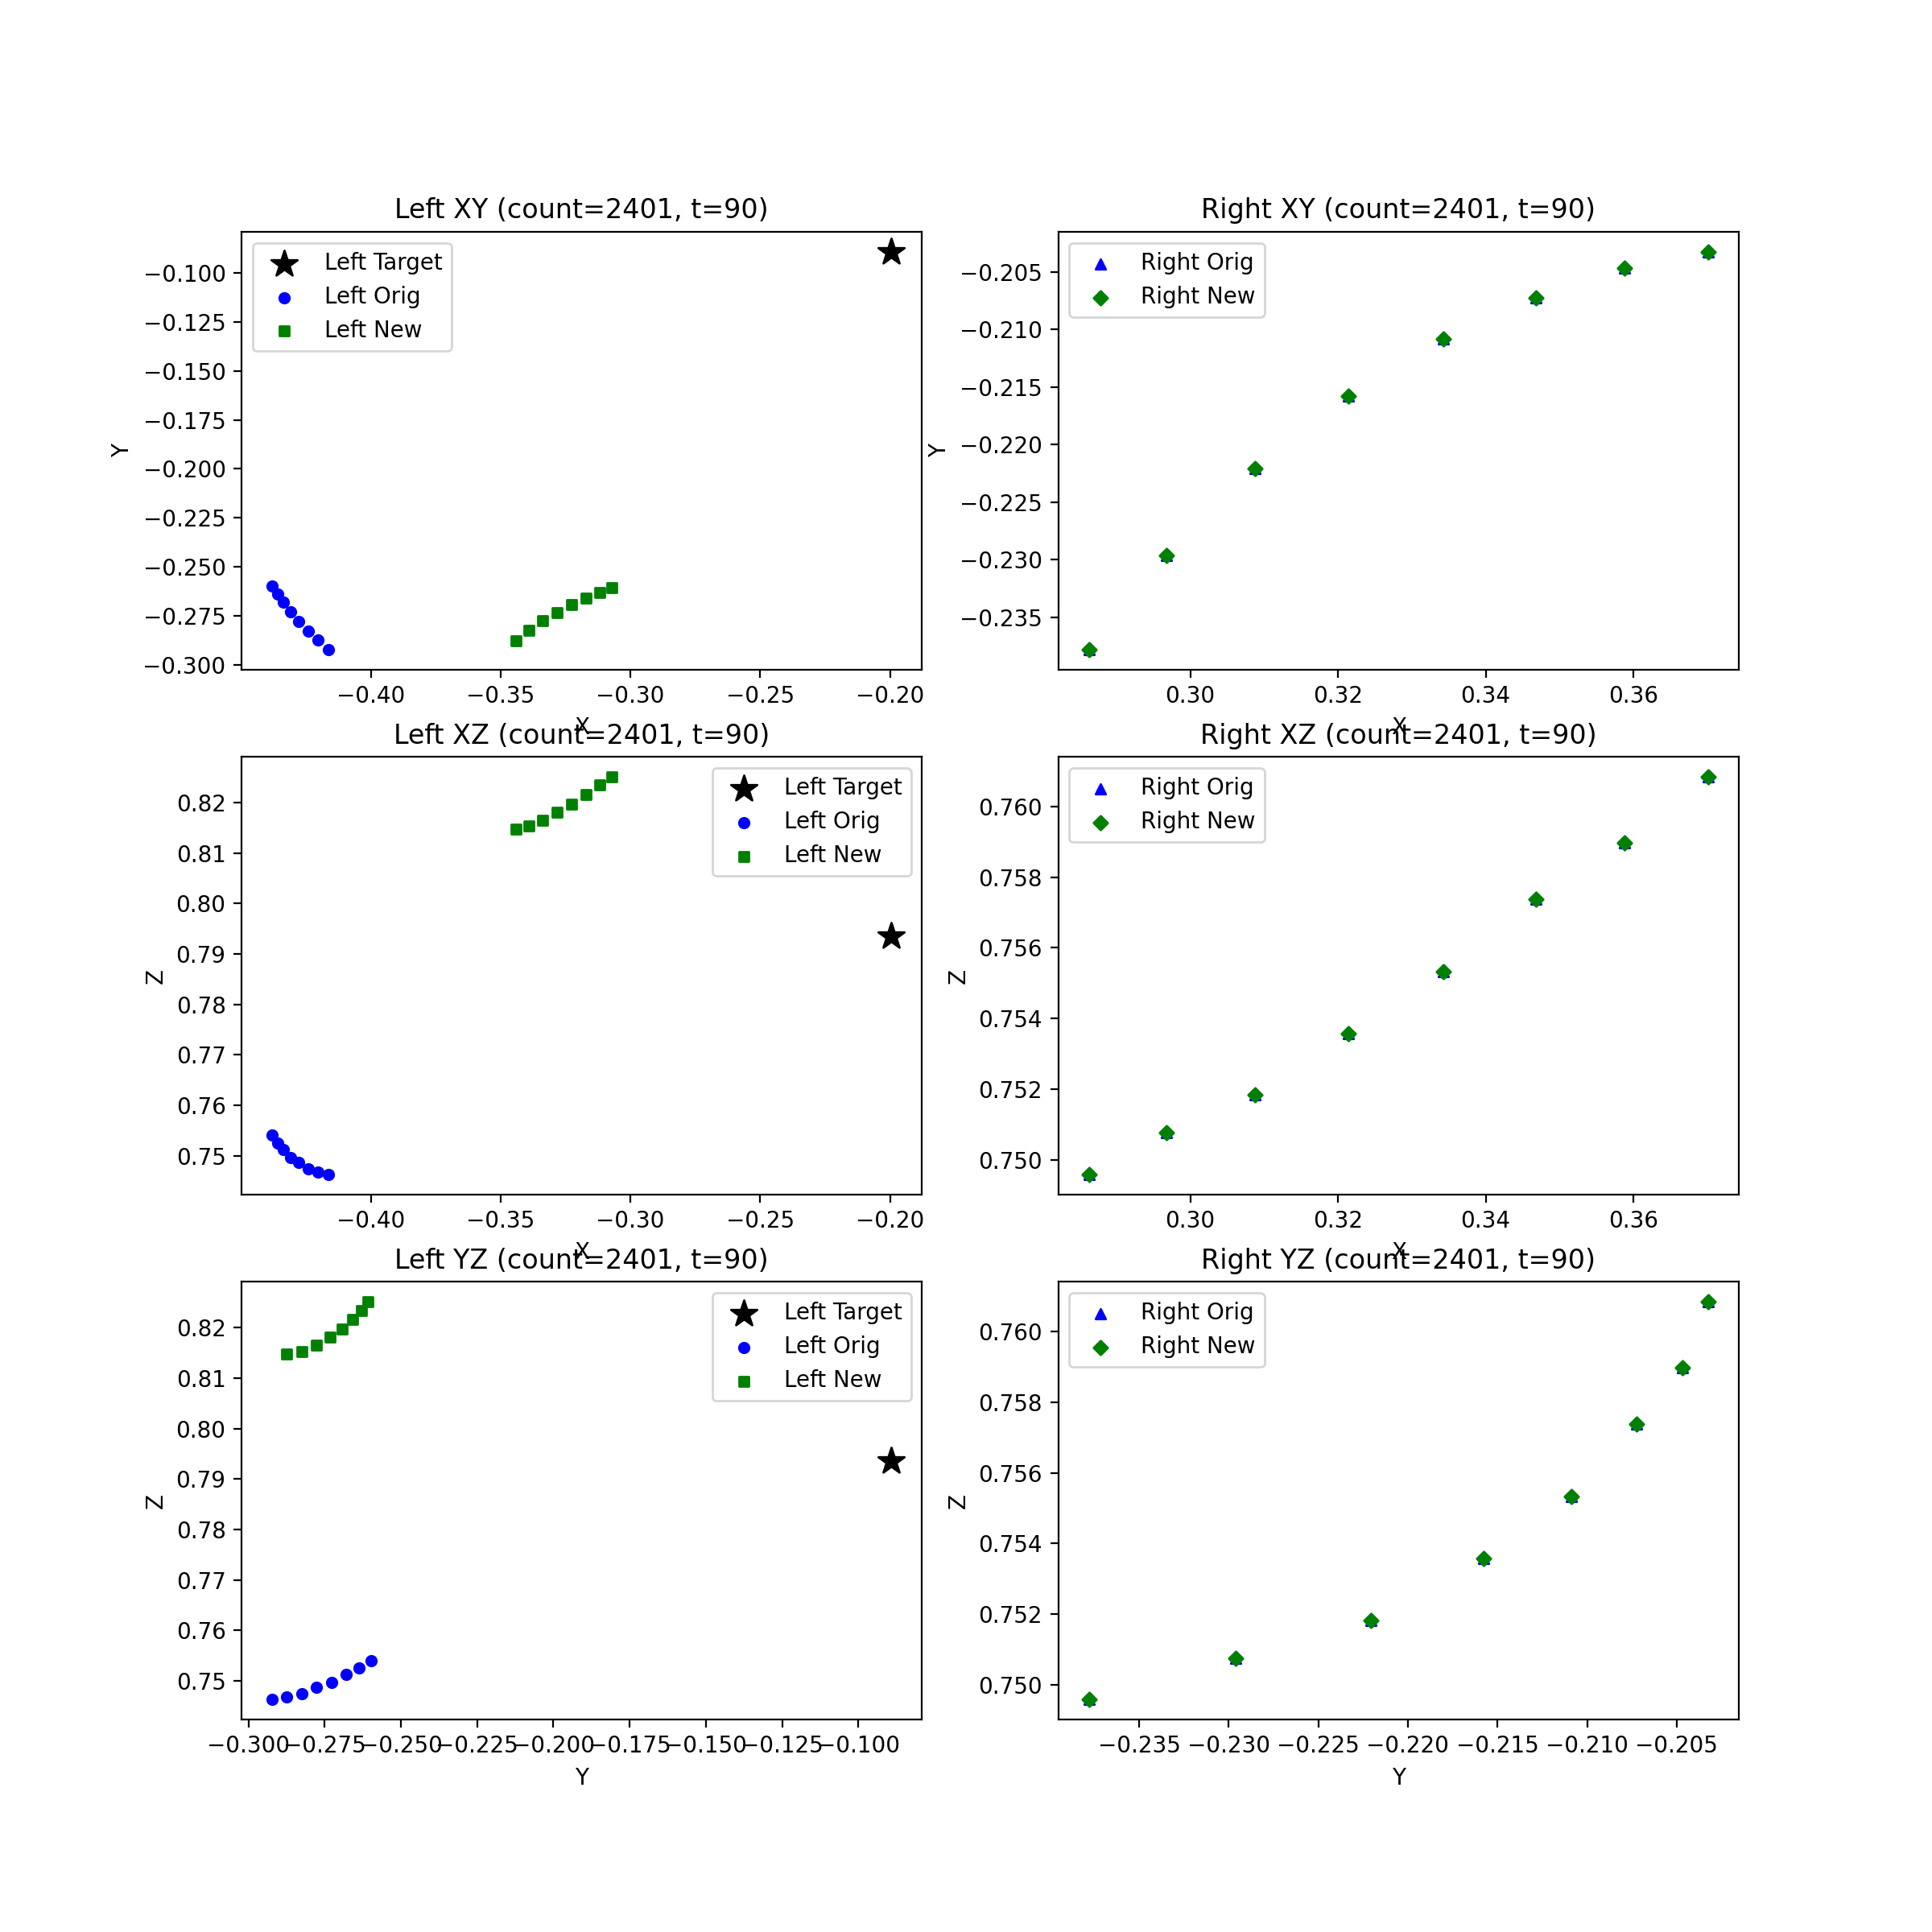 Left XY (count=2401, t=90)
Left Target
Left Orig
Left New
−0.100
−0.125
−0.150
−0.175
−0.200
−0.225
−0.250
−0.275
−0.300
Y
−0.40 −0.35 −0.30 −0.25 −0.20
X
Right XY (count=2401, t=90)
Right Orig
Right New
−0.205
−0.210
−0.215
−0.220
−0.225
−0.230
−0.235
Y
0.30 0.32 0.34 0.36
X
Left XZ (count=2401, t=90)
Left Target
Left Orig
Left New
0.82
0.81
0.80
0.79
0.78
0.77
0.76
0.75
Z
−0.40 −0.35 −0.30 −0.25 −0.20
X
Right XZ (count=2401, t=90)
Right Orig
Right New
0.760
0.758
0.756
0.754
0.752
0.750
Z
0.30 0.32 0.34 0.36
X
Left YZ (count=2401, t=90)
Left Target
Left Orig
Left New
0.82
0.81
0.80
0.79
0.78
0.77
0.76
0.75
Z
−0.300 −0.275 −0.250 −0.225 −0.200 −0.175 −0.150 −0.125 −0.100
Y
Right YZ (count=2401, t=90)
Right Orig
Right New
0.760
0.758
0.756
0.754
0.752
0.750
Z
−0.235 −0.230 −0.225 −0.220 −0.215 −0.210 −0.205
Y